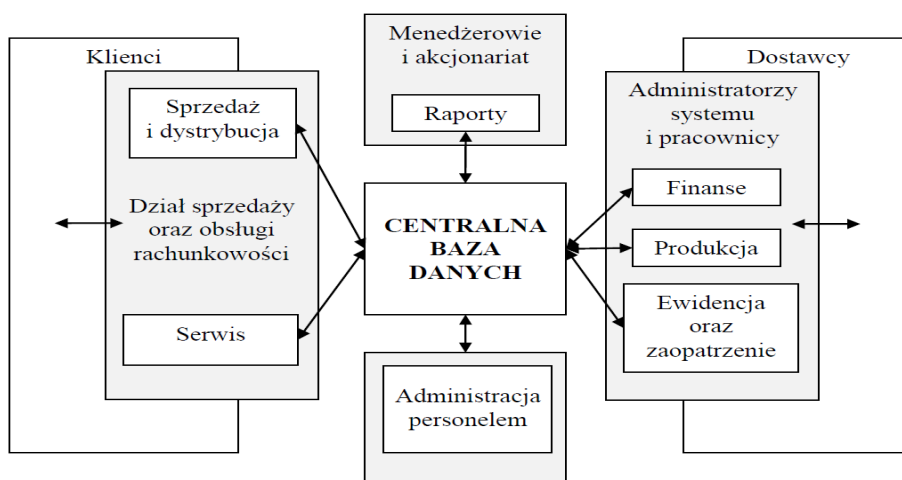 Klienci
Sprzedaż
i dystrybucja
Dział sprzedaży
oraz obsługi
rachunkowości
Serwis
Menedżerowie
i akcjonariat
Raporty
CENTRALNA
BAZA
DANYCH
Administracja
personelem
Dostawcy
Administratorzy
systemu
i pracownicy
Finanse
Produkcja
Ewidencja
oraz
zaopatrzenie